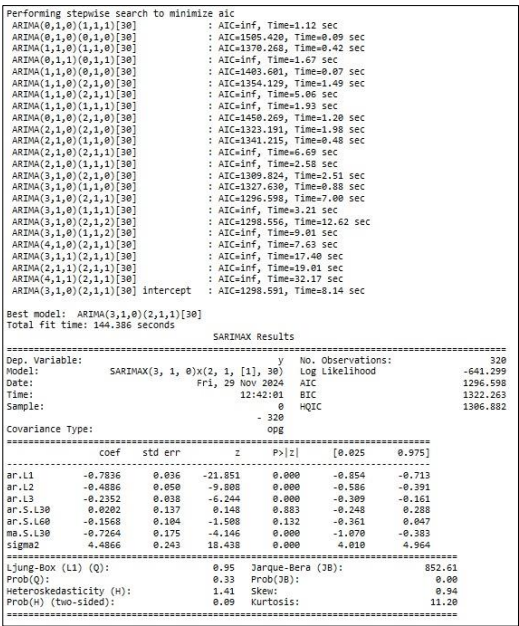 Performing stepwise search to minimize aic
ARIMA(0,1,0)(1,1,1)[30] : AIC=inf, Time=1.12 sec
ARIMA(0,1,0)(0,1,0)[30] : AIC=1505.420, Time=0.09 sec
ARIMA(1,1,0)(1,1,0)[30] : AIC=1370.268, Time=0.42 sec
ARIMA(0,1,1)(0,1,1)[30] : AIC=inf, Time=1.67 sec
ARIMA(1,1,0)(0,1,0)[30] : AIC=1403.601, Time=0.07 sec
ARIMA(1,1,0)(2,1,0)[30] : AIC=1354.129, Time=1.49 sec
ARIMA(1,1,0)(2,1,1)[30] : AIC=inf, Time=5.06 sec
ARIMA(1,1,0)(1,1,1)[30] : AIC=inf, Time=1.93 sec
ARIMA(0,1,0)(2,1,0)[30] : AIC=1450.269, Time=1.20 sec
ARIMA(2,1,0)(2,1,0)[30] : AIC=1323.191, Time=1.98 sec
ARIMA(2,1,0)(1,1,0)[30] : AIC=1341.215, Time=0.48 sec
ARIMA(2,1,0)(2,1,1)[30] : AIC=inf, Time=6.69 sec
ARIMA(2,1,0)(1,1,1)[30] : AIC=inf, Time=2.58 sec
ARIMA(3,1,0)(2,1,0)[30] : AIC=1309.824, Time=2.51 sec
ARIMA(3,1,0)(1,1,0)[30] : AIC=1327.630, Time=0.88 sec
ARIMA(3,1,0)(2,1,1)[30] : AIC=1296.598, Time=7.00 sec
ARIMA(3,1,0)(1,1,1)[30] : AIC=inf, Time=3.21 sec
ARIMA(3,1,0)(2,1,2)[30] : AIC=1298.556, Time=12.62 sec
ARIMA(3,1,0)(1,1,2)[30] : AIC=inf, Time=9.01 sec
ARIMA(4,1,0)(2,1,1)[30] : AIC=inf, Time=7.63 sec
ARIMA(3,1,1)(2,1,1)[30] : AIC=inf, Time=17.40 sec
ARIMA(2,1,1)(2,1,1)[30] : AIC=inf, Time=19.01 sec
ARIMA(4,1,1)(2,1,1)[30] : AIC=inf, Time=32.17 sec
ARIMA(3,1,0)(2,1,1)[30] intercept : AIC=1298.591, Time=8.14 sec
Best model: ARIMA(3,1,0)(2,1,1)[30]
Total fit time: 144.386 seconds
SARIMAX Results
Dep. Variable: y No. Observations: 320
Model: SARIMAX(3, 1, 0)x(2, 1, [1], 30) Log Likelihood -641.299
Date: Fri, 29 Nov 2024 AIC 1296.598
Time: 12:42:01 BIC 1322.263
Sample: 0 HQIC 1306.882
- 320
Covariance Type: opg
coef std err z P>|z| [0.025 0.975]
ar.L1 -0.7836 0.036 -21.851 0.000 -0.854 -0.713
ar.L2 -0.4886 0.050 -9.808 0.000 -0.586 -0.391
ar.L3 -0.2352 0.038 -6.244 0.000 -0.309 -0.161
ar.S.L30 0.0202 0.137 0.148 0.883 -0.248 0.288
ar.S.L60 -0.1568 0.104 -1.508 0.132 -0.361 0.047
ma.S.L30 -0.7264 0.175 -4.146 0.000 -1.070 -0.383
sigma2 4.4866 0.243 18.438 0.000 4.010 4.964
Ljung-Box (L1) (Q): 0.95 Jarque-Bera (JB): 852.61
Prob(Q): 0.33 Prob(JB): 0.00
Heteroskedasticity (H): 1.41 Skew: 0.94
Prob(H) (two-sided): 0.09 Kurtosis: 11.20